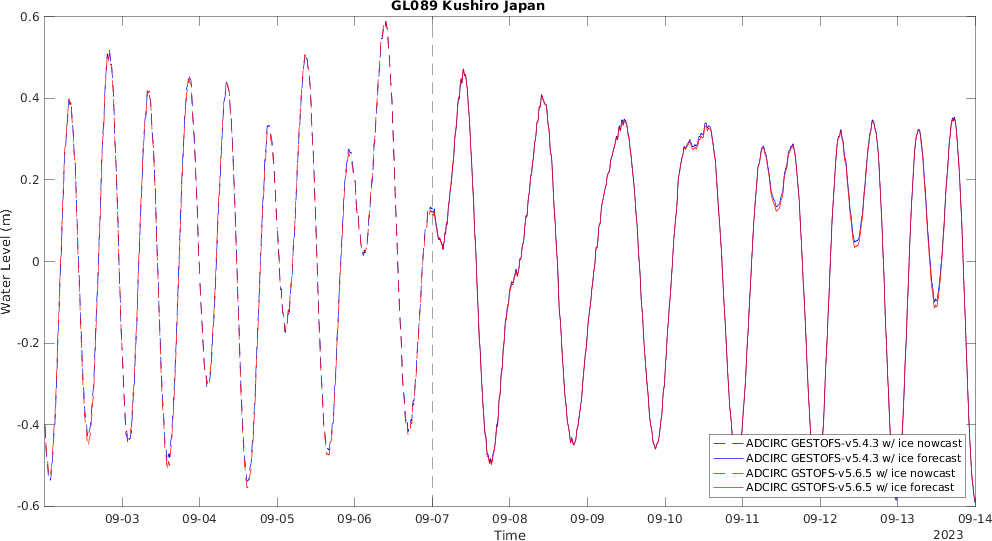 GL089 Kushiro Japan
Water Level (m)
0.6
0.4
0.2
0
-0.2
-0.4
-0.6
ADCIRC GESTOFS-v5.4.3 w/ ice nowcast
ADCIRC GESTOFS-v5.4.3 w/ ice forecast
ADCIRC GSTOFS-v5.6.5 w/ ice nowcast
ADCIRC GSTOFS-v5.6.5 w/ ice forecast
09-03 09-04 09-05 09-06 09-07 09-08 09-09 09-10 09-11 09-12 09-13 09-14
Time
2023